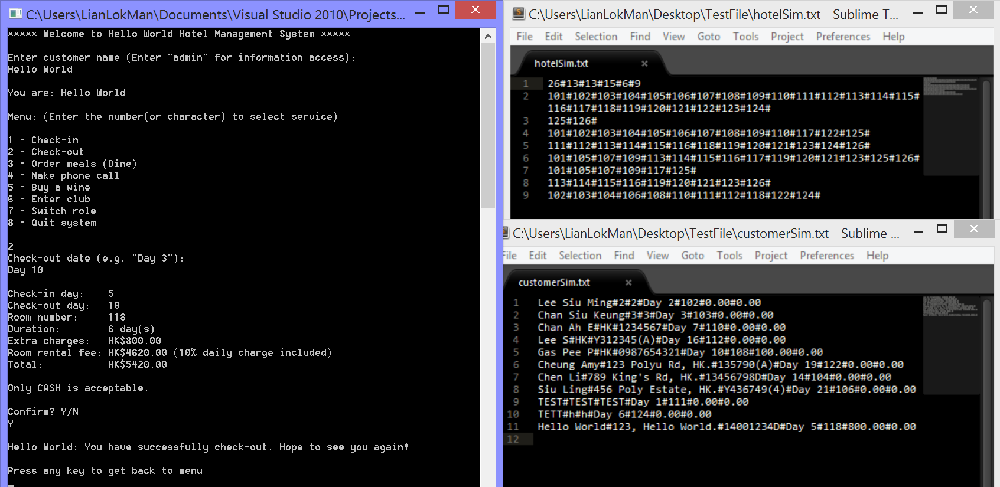 C:\Users\LianLokMan\Documents\Visual Studio 2010\Projects...
***** Welcome to Hello World Hotel Management System *****
Enter customer name (Enter "admin" for information access):
Hello World
You are: Hello World
Menu: (Enter the number(or character) to select service)
1 - Check-in
2 - Check-out
3 - Order meals (Dine)
4 - Make phone call
5 - Buy a wine
6 - Enter club
7 - Switch role
8 - Quit system
2
Check-out date (e.g. "Day 3"):
Day 10
Check-in day: 5
Check-out day: 10
Room number: 118
Duration: 6 day(s)
Extra charges: HK$800.00
Room rental fee: HK$4620.00 (10% daily charge included)
Total: HK$5420.00
Only CASH is acceptable.
Confirm? Y/N
Y
Hello World: You have successfully check-out. Hope to see you again!
Press any key to get back to menu
C:\Users\LianLokMan\Desktop\TestFile\hotelSim.txt - Sublime T...
File Edit Selection Find View Goto Tools Project Preferences Help
hotelSim.txt
1 26#13#13#15#6#9
2 101#102#103#104#105#106#107#108#109#110#111#112#113#114#115#
116#117#118#119#120#121#122#123#124#
3 125#126#
4 101#102#103#104#105#106#107#108#109#110#117#122#125#
5 111#112#113#114#115#116#118#119#120#121#123#124#126#
6 101#105#107#109#113#114#115#116#117#119#120#121#123#125#126#
7 101#105#107#109#117#125#
8 113#114#115#116#119#120#121#123#126#
9 102#103#104#106#108#110#111#112#118#122#124#
C:\Users\LianLokMan\Desktop\TestFile\customerSim.txt - Sublime ...
File Edit Selection Find View Goto Tools Project Preferences Help
customerSim.txt
1 Lee Siu Ming#2#2#Day 2#102#0.00#0.00
2 Chan Siu Keung#3#3#Day 3#103#0.00#0.00
3 Chan Ah E#HK#1234567#Day 7#110#0.00#0.00
4 Lee S#HK#Y312345(A)#Day 16#112#0.00#0.00
5 Gas Pee P#HK#0987654321#Day 10#108#100.00#0.00
6 Cheung Amy#123 Polyu Rd, HK.#135790(A)#Day 19#122#0.00#0.00
7 Chen Li#789 King's Rd, HK.#13456798D#Day 14#104#0.00#0.00
8 Siu Ling#456 Poly Estate, HK.#Y436749(4)#Day 21#106#0.00#0.00
9 TEST#TEST#TEST#Day 1#111#0.00#0.00
10 TETT#h#h#Day 6#124#0.00#0.00
11 Hello World#123, Hello World.#14001234D#Day 5#118#800.00#0.00
12